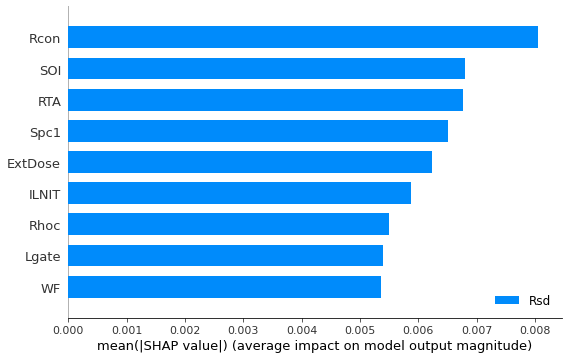 Rcon
SOI
RTA
Spc1
ExtDose
ILNIT
Rhoc
Lgate
WF
Rsd
0.000 0.001 0.002 0.003 0.004 0.005 0.006 0.007 0.008
mean(|SHAP value|) (average impact on model output magnitude)